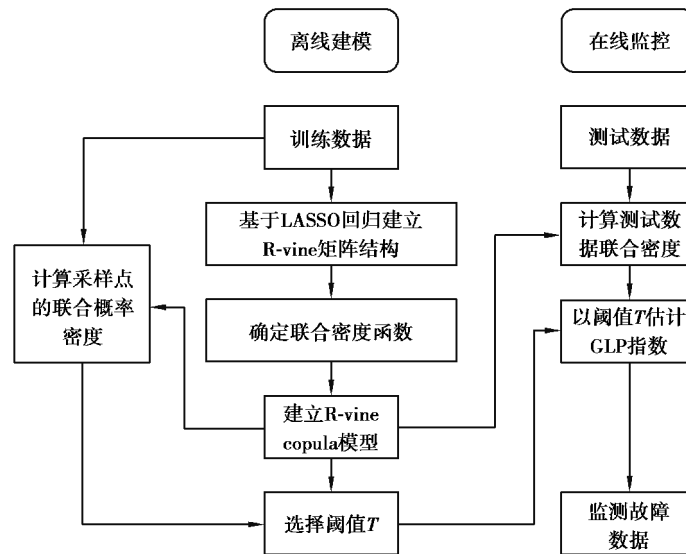 离线建模
在线监控
训练数据
测试数据
基于LASSO回归建立
R-vine矩阵结构
计算测试数
据联合密度
计算采样点
的联合概率
密度
确定联合密度函数
以阈值T估计
GLP指数
建立R-vine
copula模型
选择阈值T
监测故障
数据